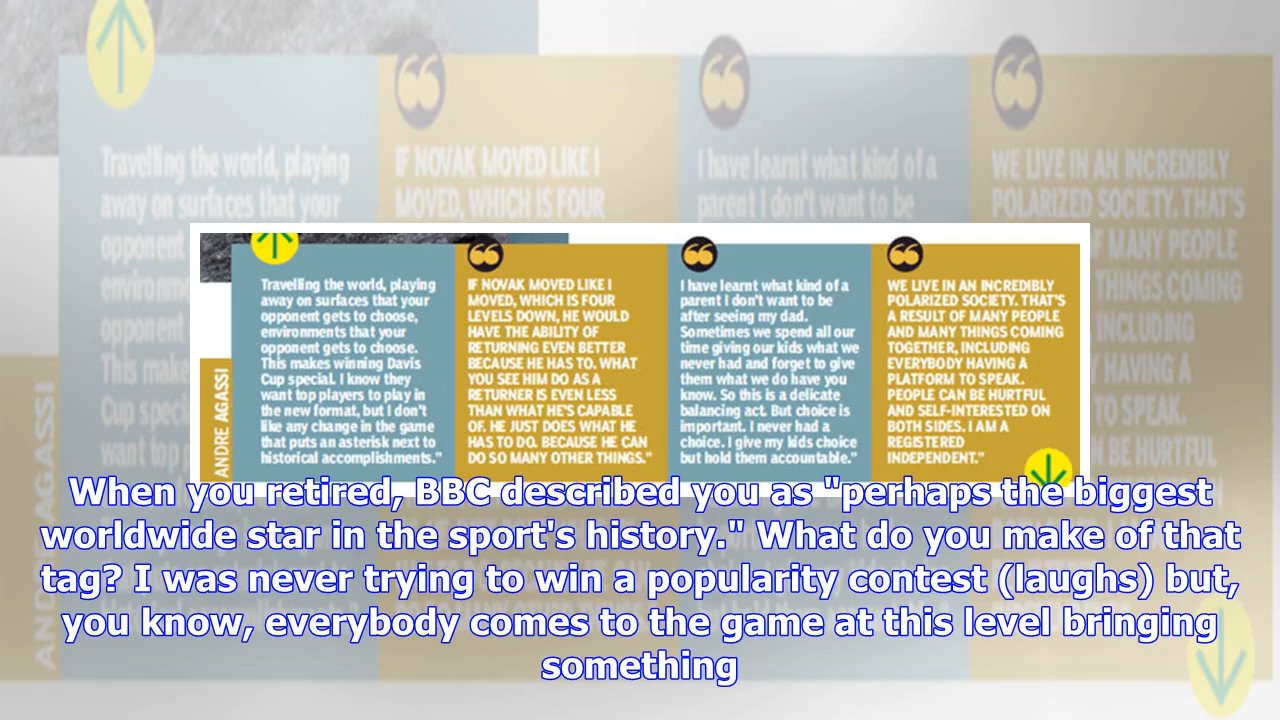 Travelling the world, playing
away on surfaces that your
opponent gets to choose,
environments that your
opponent gets to choose.
This makes winning Davis
Cup special. I know they
want top players to play in
the new format, but I don't
like any change in the game
that puts an asterisk next to
historical accomplishments."
IF NOVAK MOVED LIKE I
MOVED, WHICH IS FOUR
LEVELS DOWN, HE WOULD
HAVE THE ABILITY OF
RETURNING EVEN BETTER
BECAUSE HE HAS TO. WHAT
YOU SEE HIM DO AS A
RETURNER IS EVEN LESS
THAN WHAT HE'S CAPABLE
OF. HE JUST DOES WHAT HE
HAS TO DO. BECAUSE HE CAN
DO SO MANY OTHER THINGS."
I have learnt what kind of a
parent I don't want to be
after seeing my dad.
Sometimes we spend all our
time giving our kids what we
never had and forget to give
them what we do have you
know. So this is a delicate
balancing act. But choice is
important. I never had a
choice. I give my kids choice
but hold them accountable."
WE LIVE IN AN INCREDIBLY
POLARIZED SOCIETY. THAT'S
A RESULT OF MANY PEOPLE
AND MANY THINGS COMING
TOGETHER, INCLUDING
EVERYBODY HAVING A
PLATFORM TO SPEAK.
PEOPLE CAN BE HURTFUL
AND SELF-INTERESTED ON
BOTH SIDES. I AM A
REGISTERED
INDEPENDENT."
ANDRE AGASSI
When you retired, BBC described you as "perhaps the biggest
worldwide star in the sport's history." What do you make of that
tag? I was never trying to win a popularity contest (laughs) but,
you know, everybody comes to the game at this level bringing
something